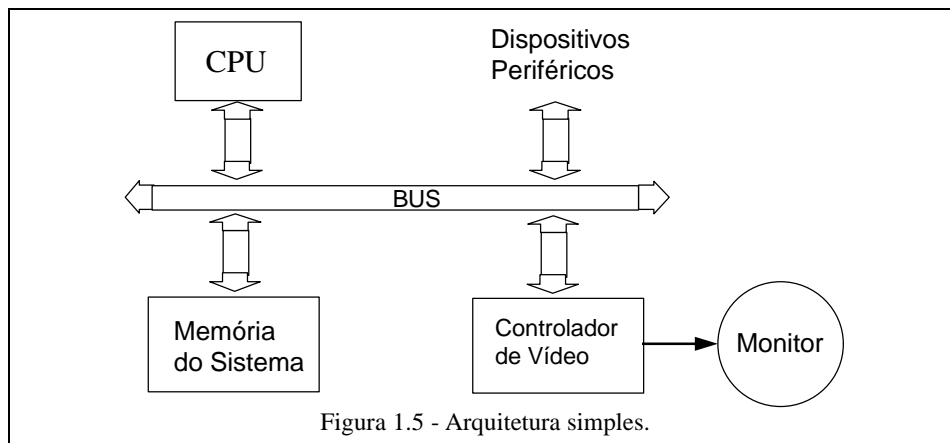 CPU
Dispositivos
Periféricos
BUS
Memória
do Sistema
Controlador
de Vídeo
Monitor
Figura 1.5 - Arquitetura simples.